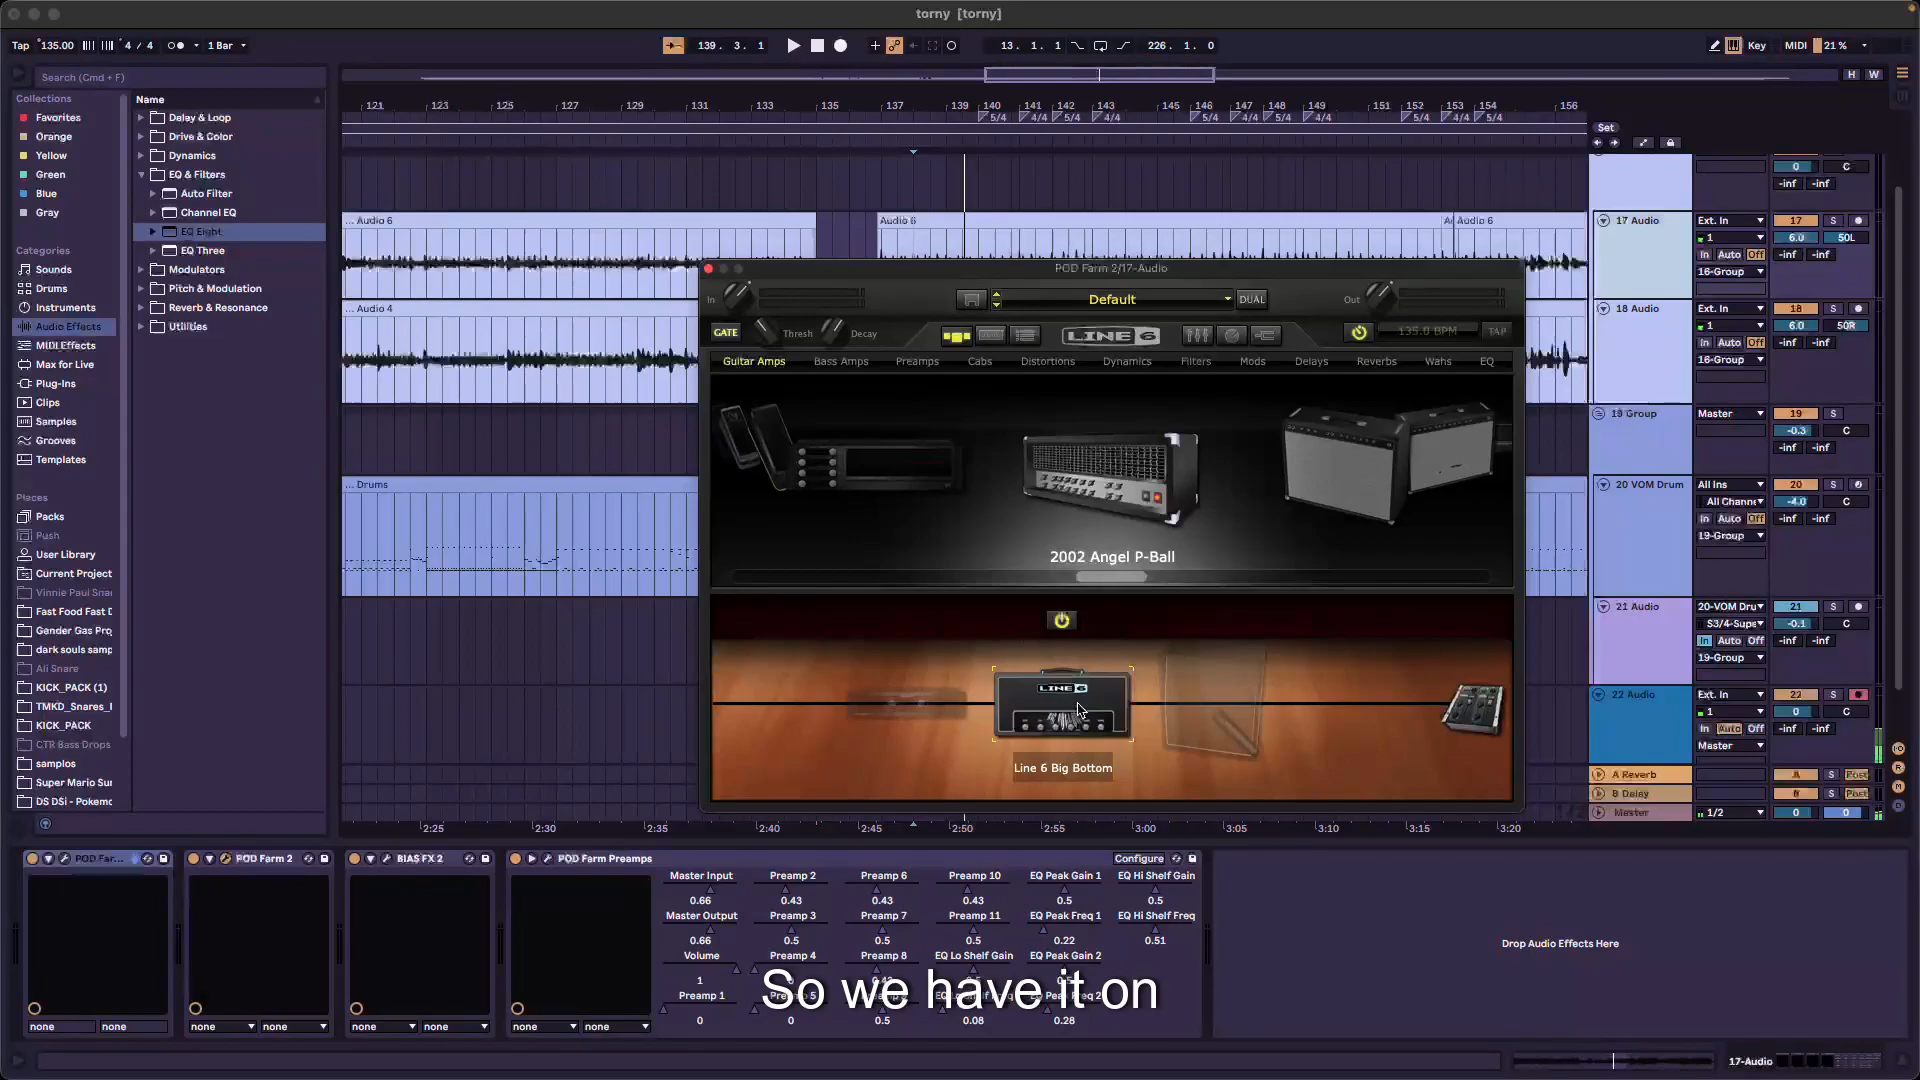 torny [torny]
Tap 135.00 4 / 4 1 Bar 139 . 3 . 1 13 . 1 . 1 226 . 1 . 0 Key MIDI 21 %
Search (Cmd + F)
H W
Collections
Favorites
Orange
Yellow
Green
Blue
Gray
Categories
Sounds
Drums
Instruments
Audio Effects
MIDI Effects
Max for Live
Plug-Ins
Clips
Samples
Grooves
Templates
Places
Packs
Push
User Library
Current Project
Vinnie Paul Snare
Fast Food Fast D
Gender Gas Proj
dark souls samp
Ali Snare
KICK_PACK (1)
TMKD_Snares_F
KICK_PACK
CTR Bass Drops
samplos
Super Mario Sun
DS DSi - Pokemo
Name
Delay & Loop
Drive & Color
Dynamics
EQ & Filters
Auto Filter
Channel EQ
EQ Eight
EQ Three
Modulators
Pitch & Modulation
Reverb & Resonance
Utilities
121 123 125 127 129 131 133 135 137 139 140 141 142 143 145 146 147 148 149 151 152 153 154 156
5/4 4/4 5/4 4/4 5/4 4/4 5/4 4/4 5/4 4/4 5/4
Set
... Audio 6 Audio 6 Audio 6
... Audio 4
... Drums
0 C
-inf -inf
17 Audio Ext. In 17 S
1 6.0 50L
In Auto Off -inf -inf
16-Group
18 Audio Ext. In 18 S
1 6.0 50R
In Auto Off -inf -inf
16-Group
19 Group Master 19 S
-0.3 C
-inf -inf
20 VOM Drum All Ins 20 S
All Channe -4.0 C
In Auto Off -inf -inf
19-Group
21 Audio 20-VOM Dru 21 S
S3/4-Supe -0.1 C
In Auto Off -inf -inf
19-Group
22 Audio Ext. In 22 S
1 0 C
In Auto Off -inf -inf
Master
A Reverb A S Post
B Delay B S Post
Master 1/2 0 0
POD Farm 2/17-Audio
In Default DUAL Out
GATE Thresh Decay LINE 6 135.0 BPM TAP
Guitar Amps Bass Amps Preamps Cabs Distortions Dynamics Filters Mods Delays Reverbs Wahs EQ
2002 Angel P-Ball
LINE 6
Line 6 Big Bottom
2:25 2:30 2:35 2:40 2:45 2:50 2:55 3:00 3:05 3:10 3:15 3:20
1/2
POD Far... POD Farm 2 BIAS FX 2 POD Farm Preamps Configure
Master Input Preamp 2 Preamp 6 Preamp 10 EQ Peak Gain 1 EQ Hi Shelf Gain
0.66 0.43 0.43 0.43 0.5 0.5
Master Output Preamp 3 Preamp 7 Preamp 11 EQ Peak Freq 1 EQ Hi Shelf Freq
0.66 0.5 0.5 0.5 0.22 0.51
Volume Preamp 4 Preamp 8 EQ Lo Shelf Gain EQ Peak Gain 2
1
Preamp 1
0 0 0.5 0.08 0.28
none none none none none none none none
Drop Audio Effects Here
So we have it on
17-Audio